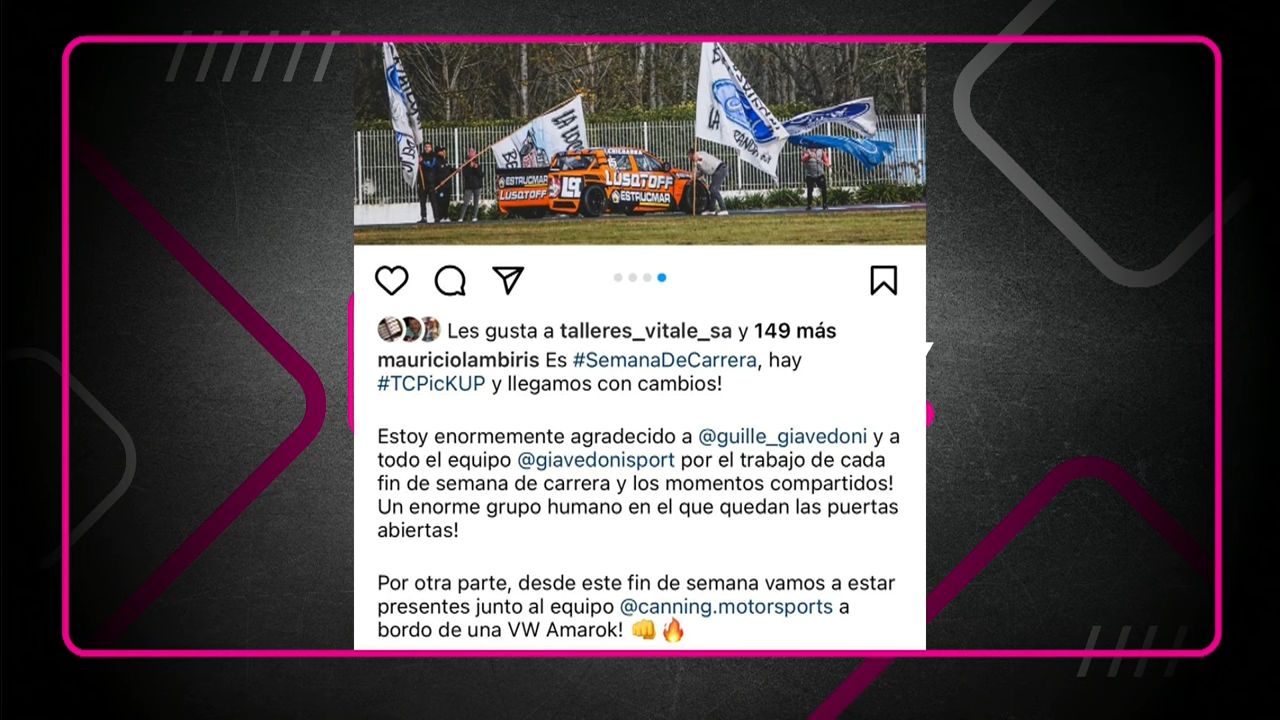 ESTRUCMAR
LUSQTOFF
LUSQTOFF
ESTRUCMAR
Les gusta a talleres_vitale_sa y 149 más
mauriciolambiris Es #SemanaDeCarrera, hay
#TCPicKUP y llegamos con cambios!
Estoy enormemente agradecido a @guille_giavedoni y a
todo el equipo @giavedonisport por el trabajo de cada
fin de semana de carrera y los momentos compartidos!
Un enorme grupo humano en el que quedan las puertas
abiertas!
Por otra parte, desde este fin de semana vamos a estar
presentes junto al equipo @canning.motorsports a
bordo de una VW Amarok! 👊🔥